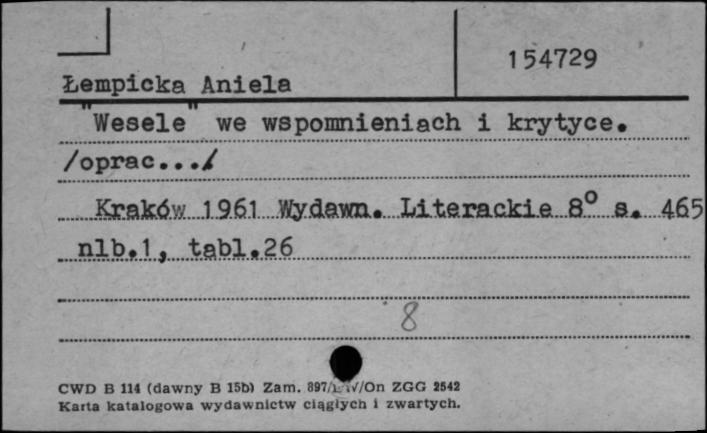 154729
Łempicka Aniela
"Wesele" we wspomnieniach i krytyce.
/oprac.../
Kraków 1961 Wydawn. Literackie 8° s. 465
nlb.1, tabl.26
8
CWD B 114 (dawny B 15b) Zam. 897/ /On ZGG 2542
Karta katalogowa wydawnictw ciągłych i zwartych.